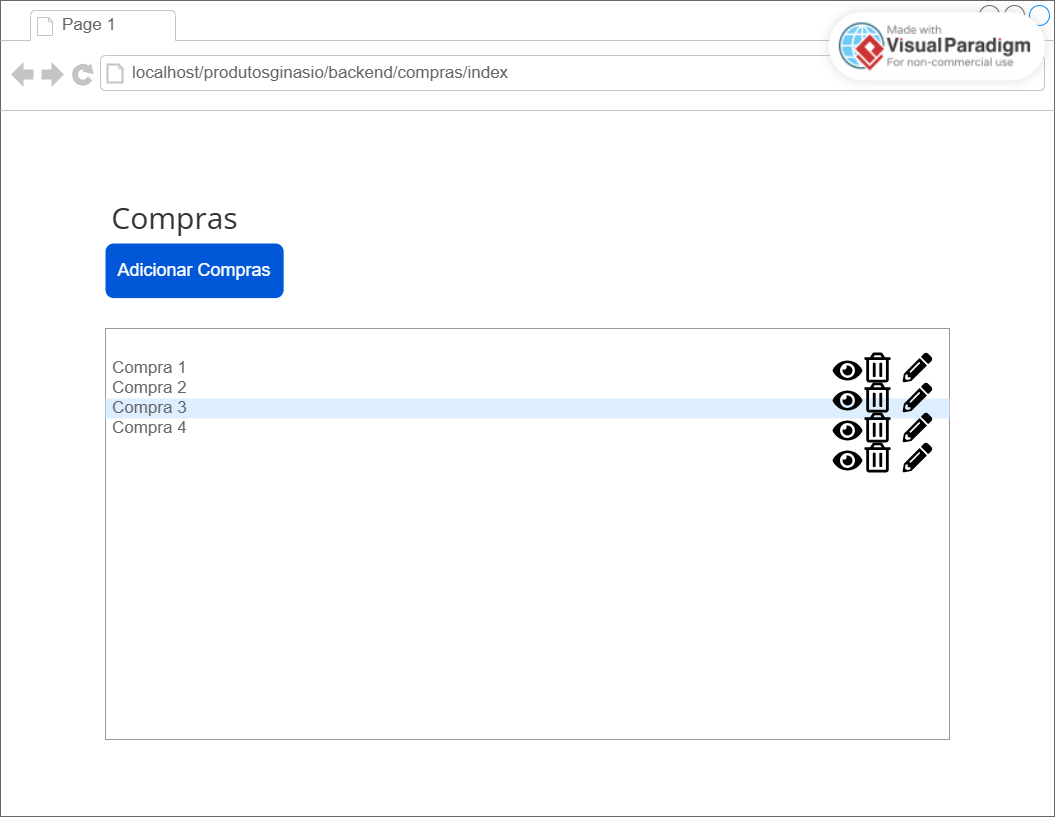 Page 1
Made with
Visual Paradigm
For non-commercial use
localhost/produtosginasio/backend/compras/index
Compras
Adicionar Compras
Compra 1
Compra 2
Compra 3
Compra 4